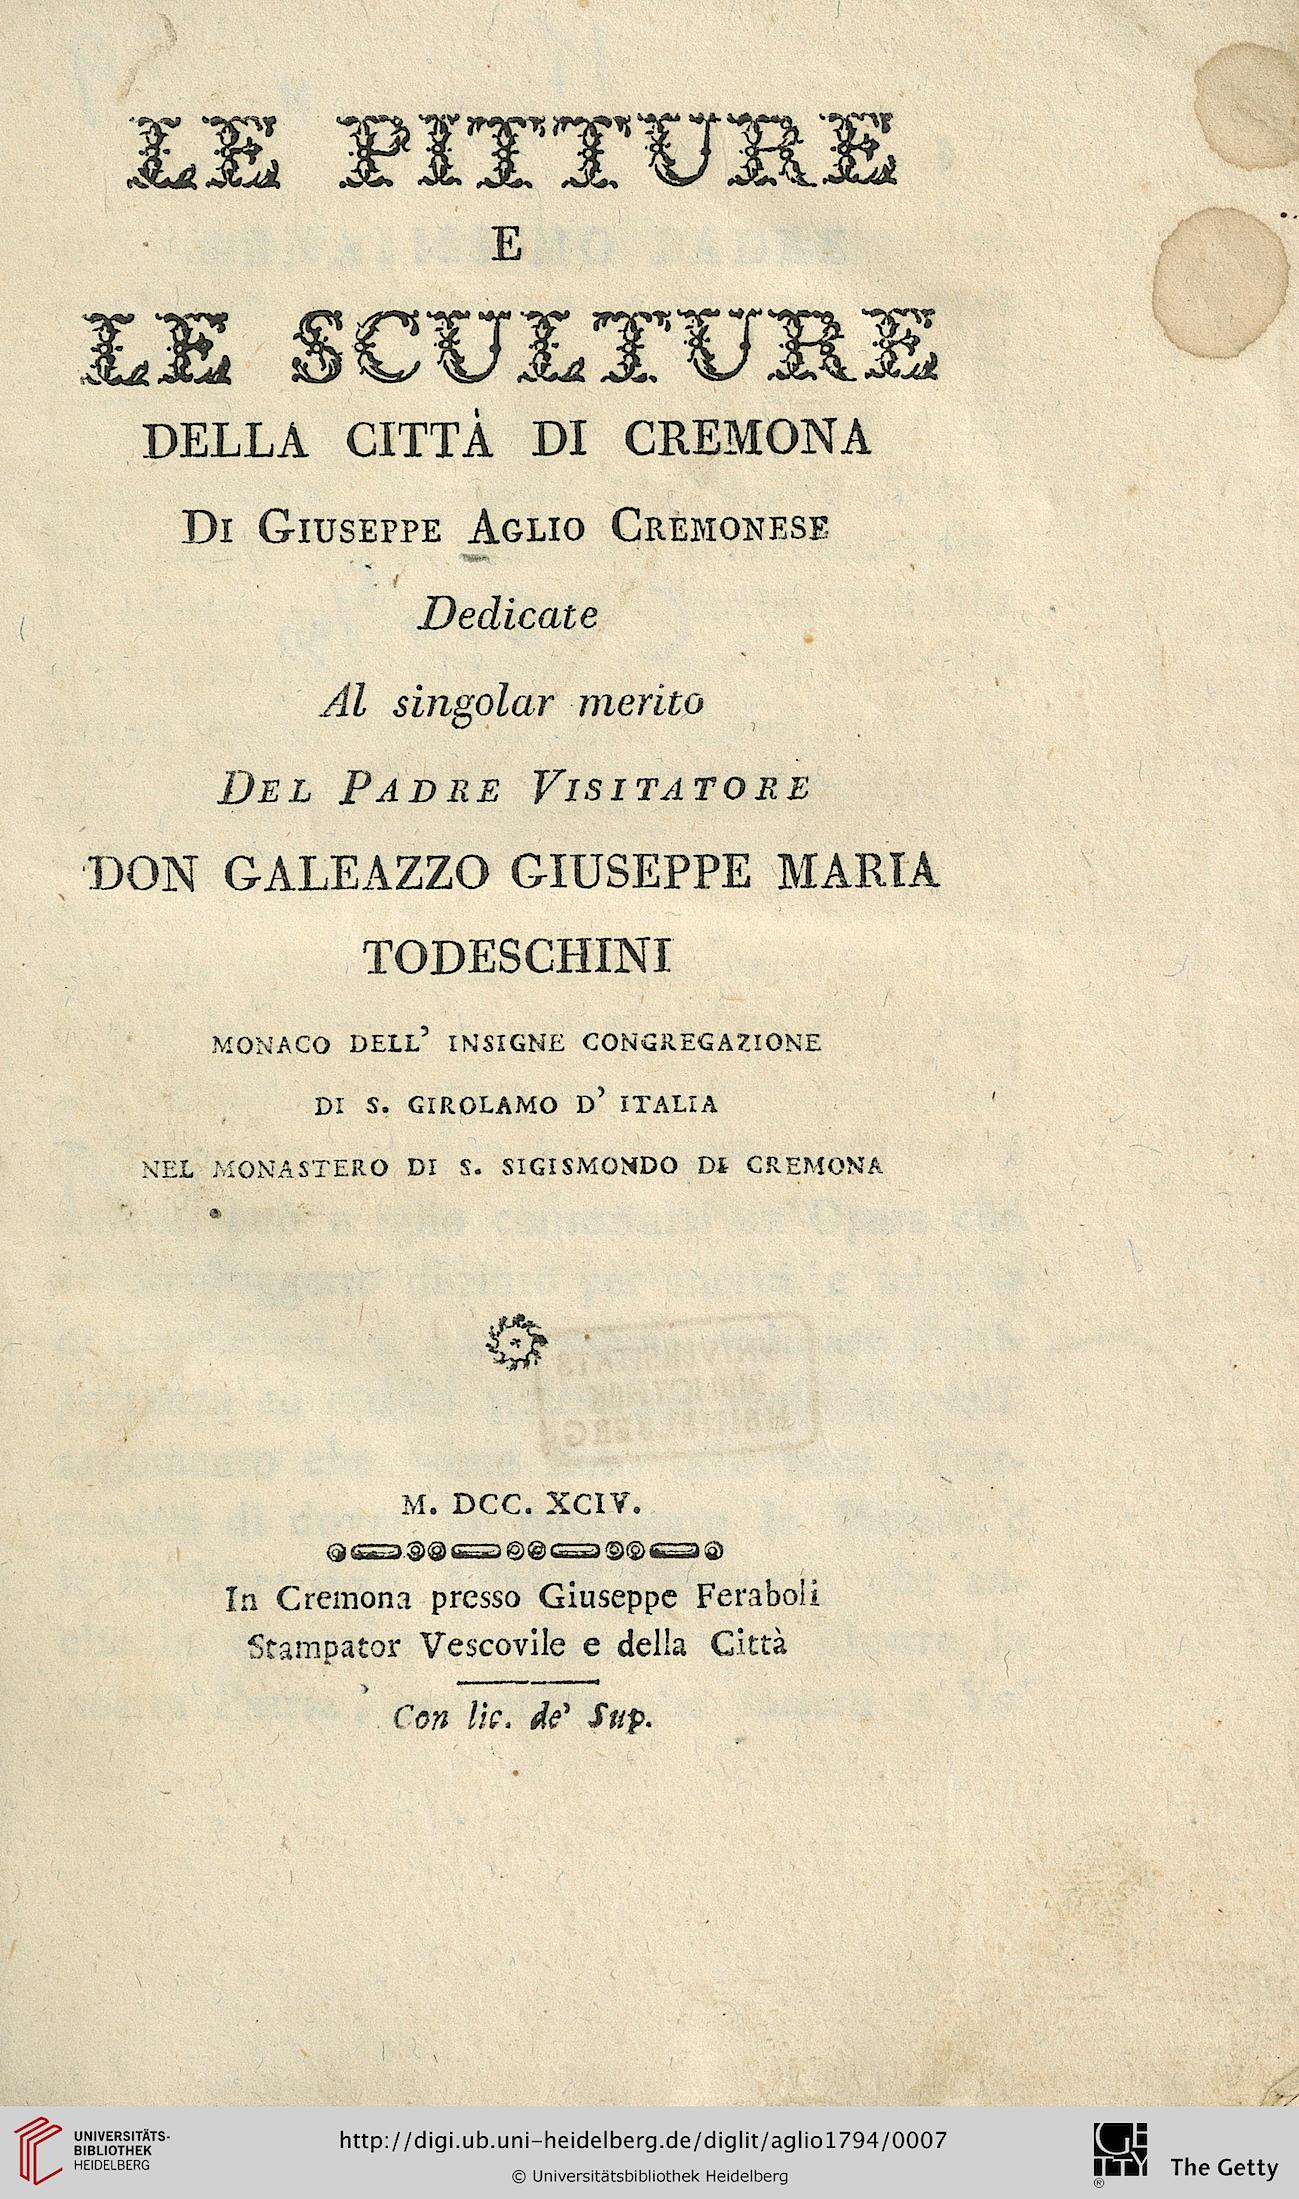 LE PITTURE
E
LE SCULTURE
DELLA CITTÀ DI CREMONA
DI GIUSEPPE AGLIO CREMONESE
Dedicate
Al singolar merito
DEL PADRE VISITATORE
DON GALEAZZO GIUSEPPE MARIA
TODESCHINI
MONACO DELL' INSIGNE CONGREGAZIONE
DI S. GIROLAMO D' ITALIA
NEL MONASTERO DI S. SIGISMONDO DI CREMONA
M. DCC. XCIV.
In Cremona presso Giuseppe Feraboli
Stampator Vescovile e della Città
Con lic. de' Sup.
UNIVERSITÄTS-
BIBLIOTHEK
HEIDELBERG
http://digi.ub.uni-heidelberg.de/diglit/aglio1794/0007
© Universitätsbibliothek Heidelberg
GETTY
®
The Getty